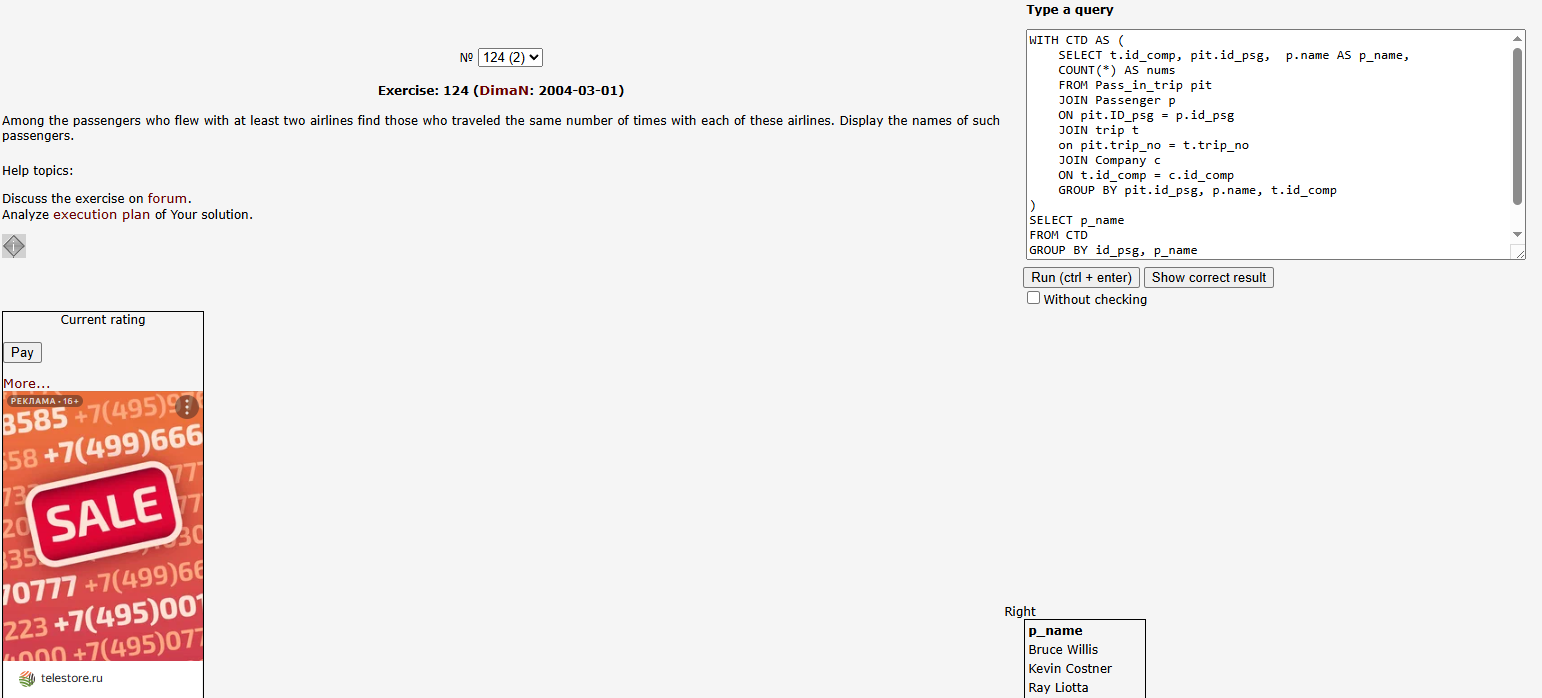 Type a query
WITH CTD AS (
SELECT t.id_comp, pit.id_psg,  p.name AS p_name,
COUNT(*) AS nums
FROM Pass_in_trip pit
JOIN Passenger p
ON pit.ID_psg = p.id_psg
JOIN trip t
on pit.trip_no = t.trip_no
JOIN Company c
ON t.id_comp = c.id_comp
GROUP BY pit.id_psg, p.name, t.id_comp
)
SELECT p_name
FROM CTD
GROUP BY id_psg, p_name
Run (ctrl + enter) Show correct result
Without checking
№ 124 (2)
Exercise: 124 (DimaN: 2004-03-01)
Among the passengers who flew with at least two airlines find those who traveled the same number of times with each of these airlines. Display the names of such
passengers.
Help topics:
Discuss the exercise on forum.
Analyze execution plan of Your solution.
Current rating
Pay
More...
РЕКЛАМА • 16+
8585 +7(495)9
658 +7(499)666
SALE
70777 +7(499)66
223 +7(495)00
4000 +7(495)077
telestore.ru
Right
p_name
Bruce Willis
Kevin Costner
Ray Liotta